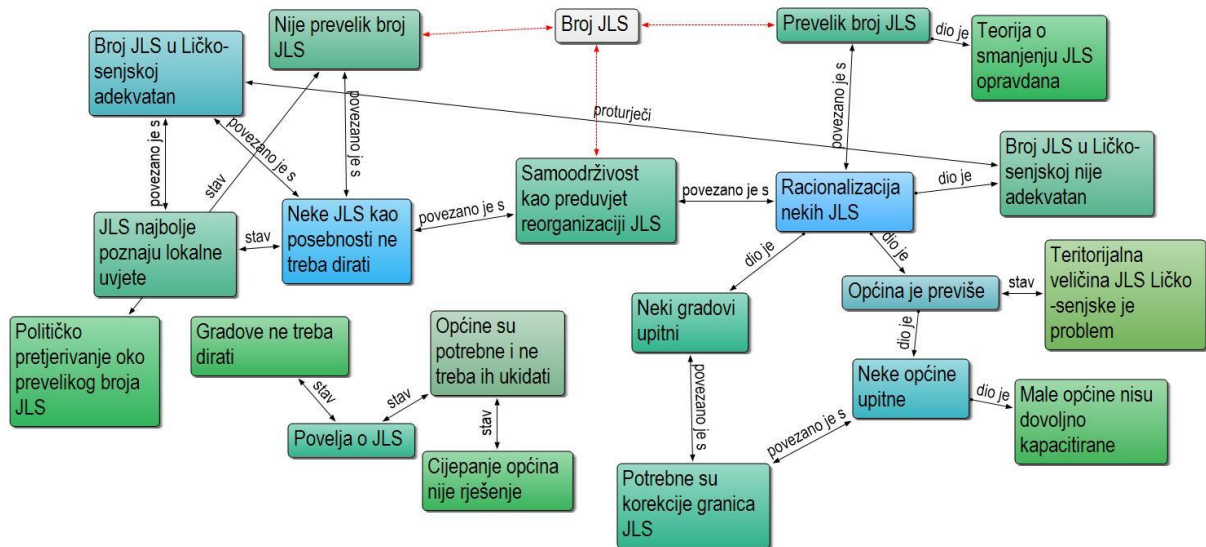 Nije prevelik broj
JLS
Broj JLS
Prevelik broj JLS
dio je
Teorija o
smanjenju JLS
opravdana
Broj JLS u Ličko-
senjskoj
adekvatan
povezano je s
povezano je s
stav
povezano je s
proturječi
povezano je s
Broj JLS u Ličko-
senjskoj nije
adekvatan
dio je
JLS najbolje
poznaju lokalne
uvjete
stav
Neke JLS kao
posebnosti ne
treba dirati
povezano je s
Samoodrživost
kao preduvjet
reorganizaciji JLS
povezano je s
Racionalizacija
nekih JLS
dio je
dio je
Političko
pretjerivanje oko
prevelikog broja
JLS
Gradove ne treba
dirati
stav
Povelja o JLS
stav
Općine su
potrebne i ne
treba ih ukidati
stav
Cijepanje općina
nije rješenje
Neki gradovi
upitni
povezano je s
Potrebne su
korekcije granica
JLS
povezano je s
Općina je previše
stav
Teritorijalna
veličina JLS Ličko
-senjske je
problem
dio je
Neke općine
upitne
dio je
Male općine nisu
dovoljno
kapacitirane